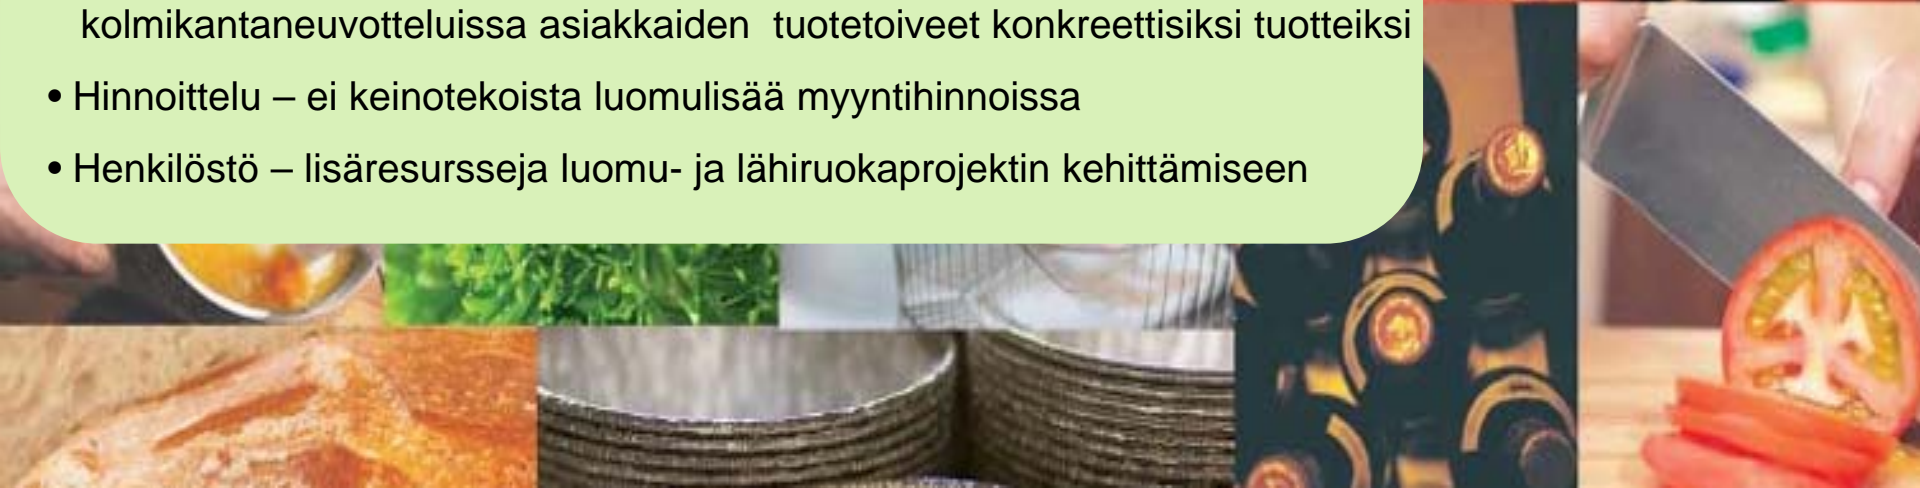 kolmikantaneuvotteluissa asiakkaiden  tuotetoiveet konkreettisiksi tuotteiksi
• Hinnoittelu – ei keinotekoista luomulisää myyntihinnoissa
• Henkilöstö – lisäresursseja luomu- ja lähiruokaprojektin kehittämiseen